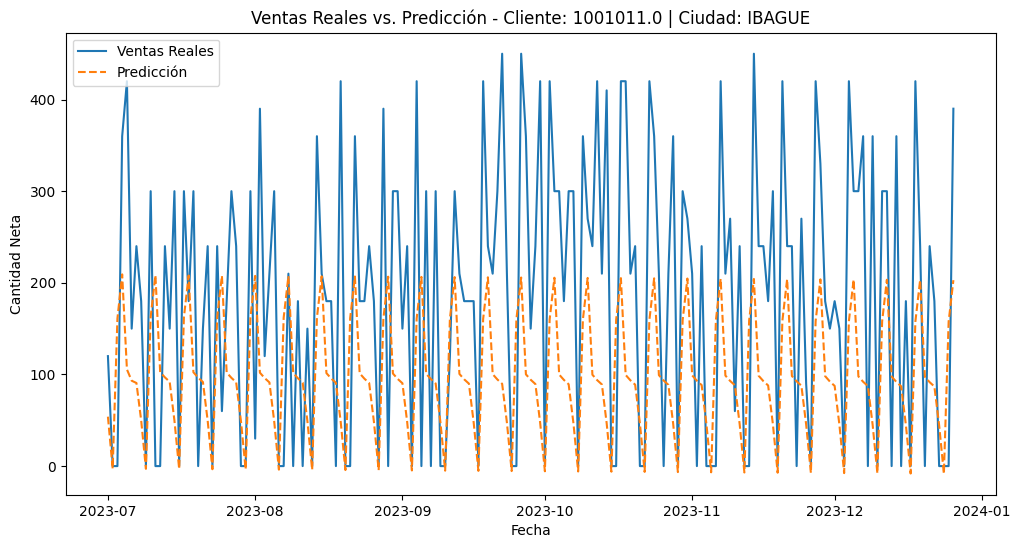 Ventas Reales vs. Predicción - Cliente: 1001011.0 | Ciudad: IBAGUE
Ventas Reales
Predicción
Cantidad Neta
400
300
200
100
0
2023-07
2023-08
2023-09
2023-10
2023-11
2023-12
2024-01
Fecha